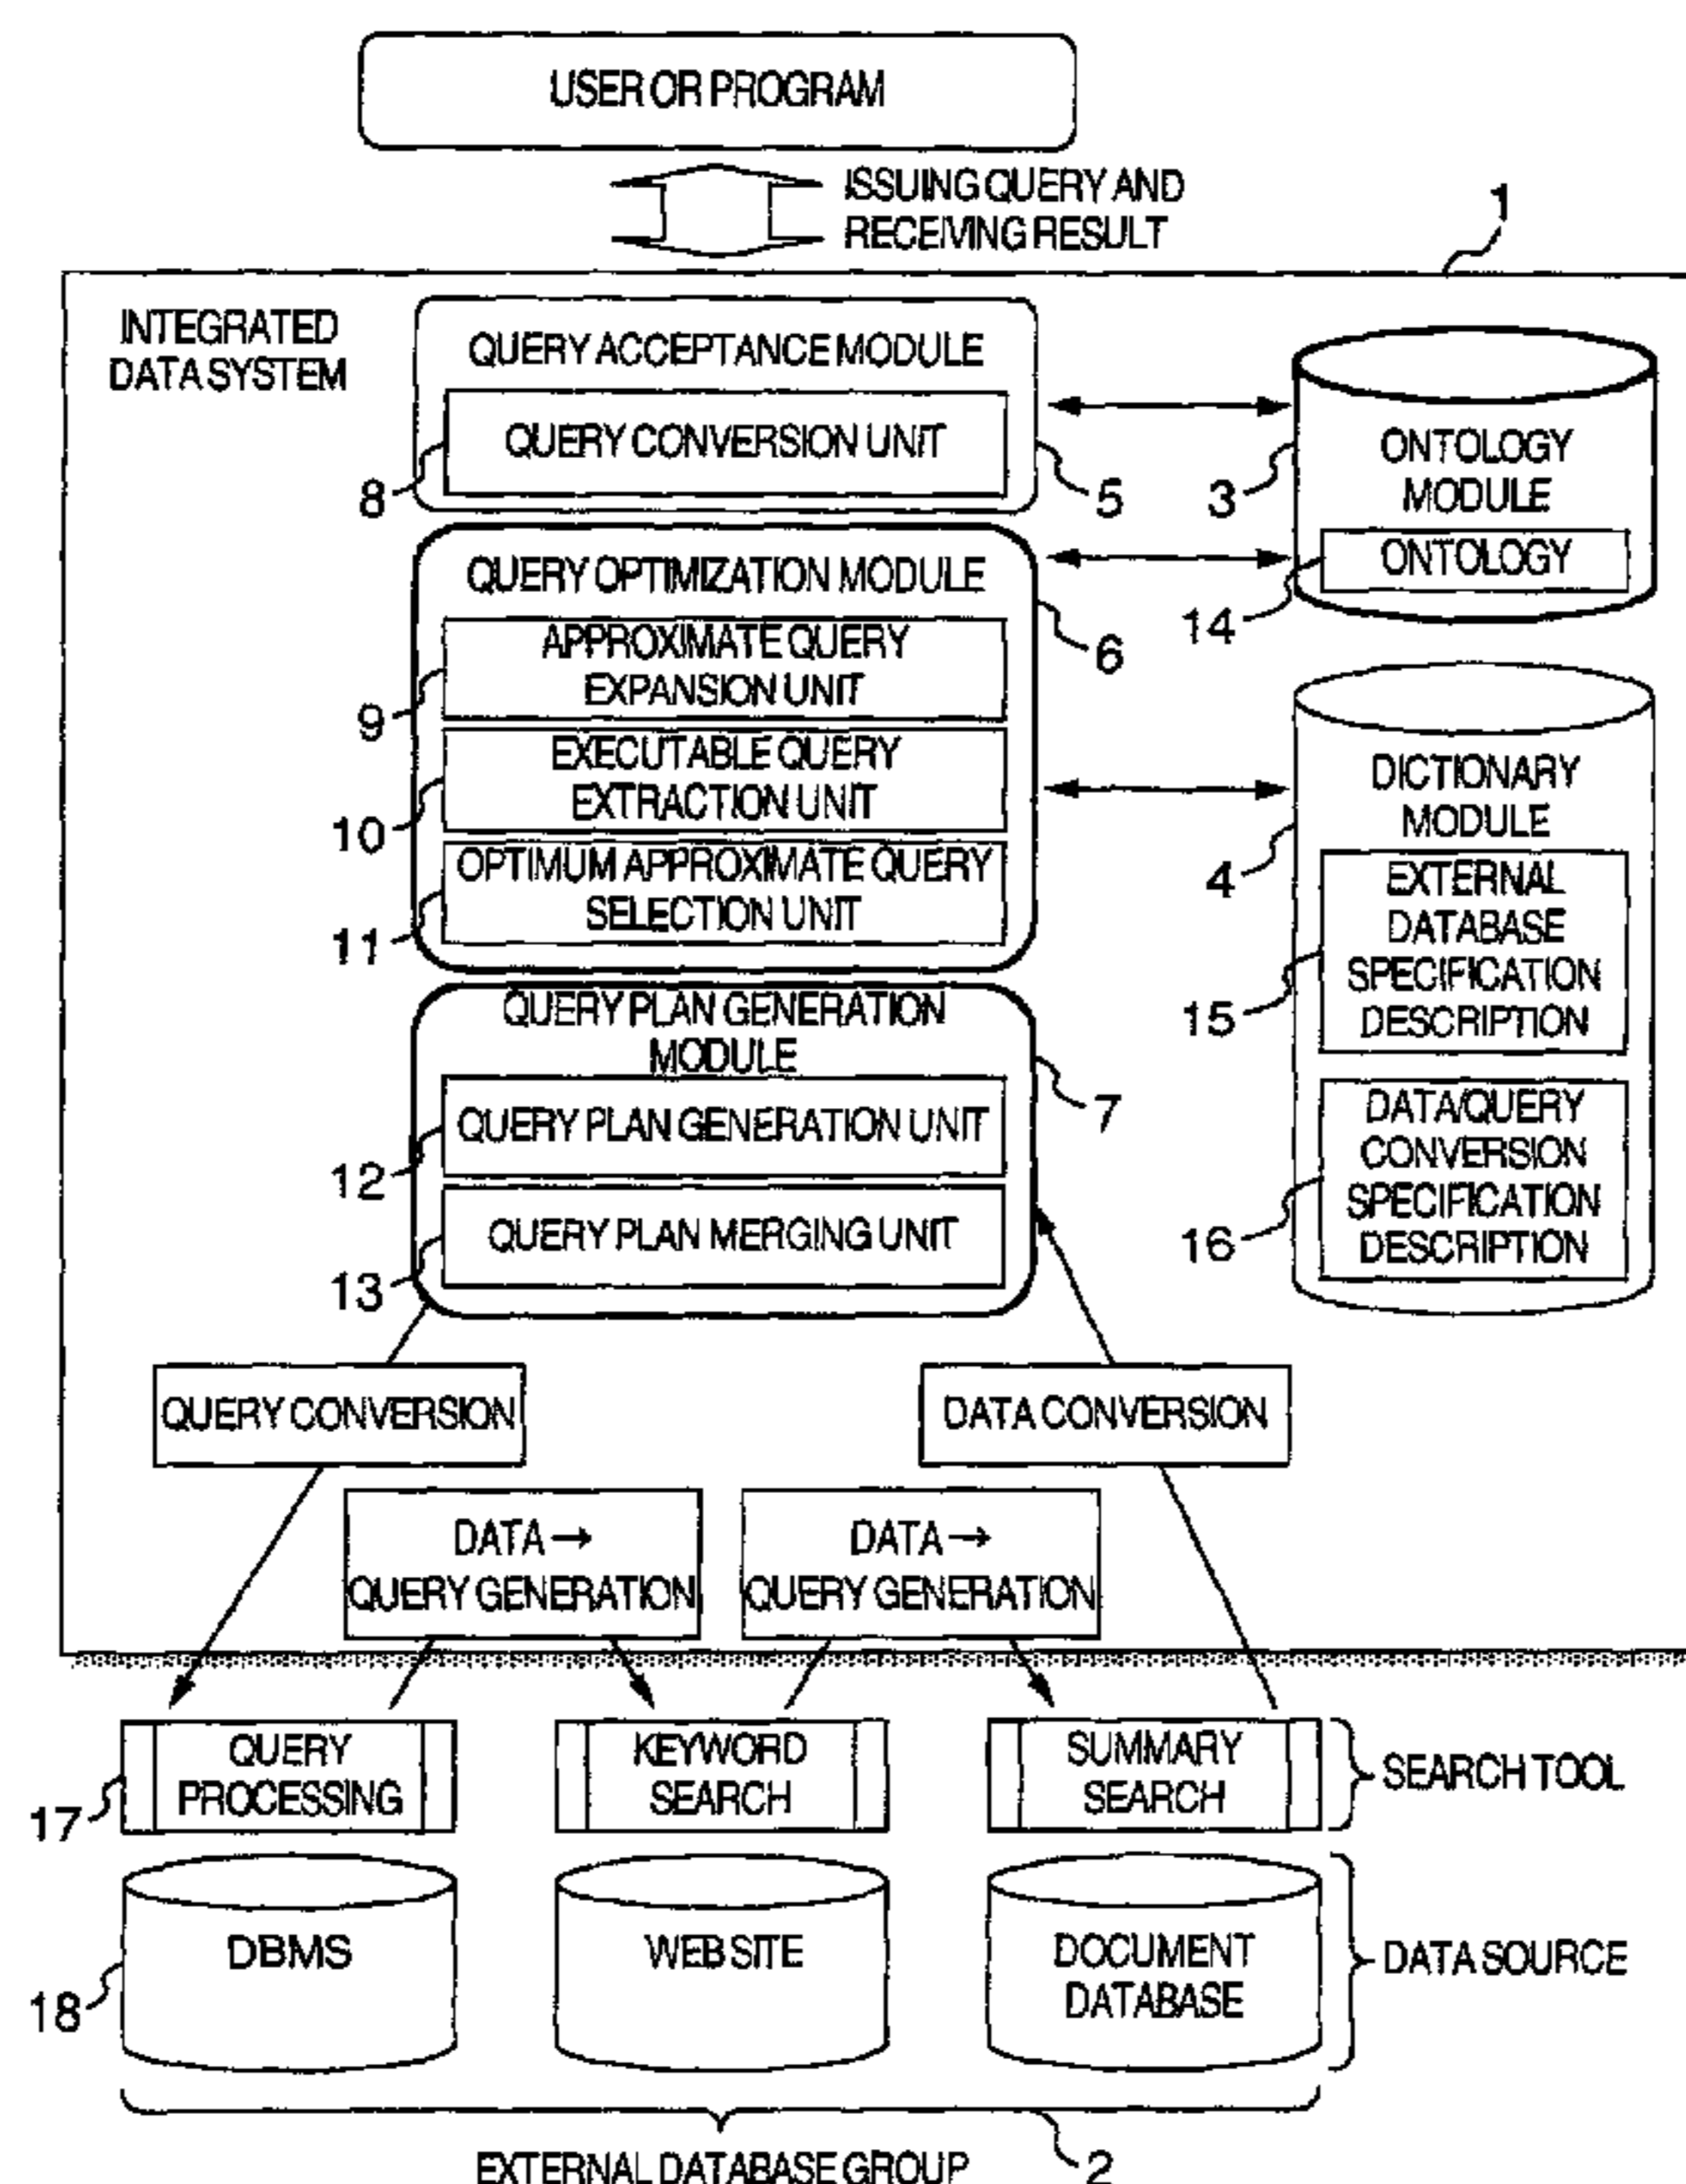 USER OR PROGRAM
ISSUING QUERY AND
RECEIVING RESULT
1
INTEGRATED
DATA SYSTEM
QUERY ACCEPTANCE MODULE
QUERY CONVERSION UNIT
8
5
3
ONTOLOGY
MODULE
ONTOLOGY
14
QUERY OPTIMIZATION MODULE
6
APPROXIMATE QUERY
EXPANSION UNIT
9
EXECUTABLE QUERY
EXTRACTION UNIT
10
OPTIMUM APPROXIMATE QUERY
SELECTION UNIT
11
DICTIONARY
MODULE
4
EXTERNAL
DATABASE
SPECIFICATION
DESCRIPTION
15
DATA/QUERY
CONVERSION
SPECIFICATION
DESCRIPTION
16
QUERY PLAN GENERATION
MODULE
7
QUERY PLAN GENERATION UNIT
12
QUERY PLAN MERGING UNIT
13
QUERY CONVERSION
DATA CONVERSION
DATA →
QUERY GENERATION
DATA →
QUERY GENERATION
QUERY
PROCESSING
17
KEYWORD
SEARCH
SUMMARY
SEARCH
SEARCH TOOL
DBMS
18
WEB SITE
DOCUMENT
DATABASE
DATA SOURCE
EXTERNAL DATABASE GROUP
2